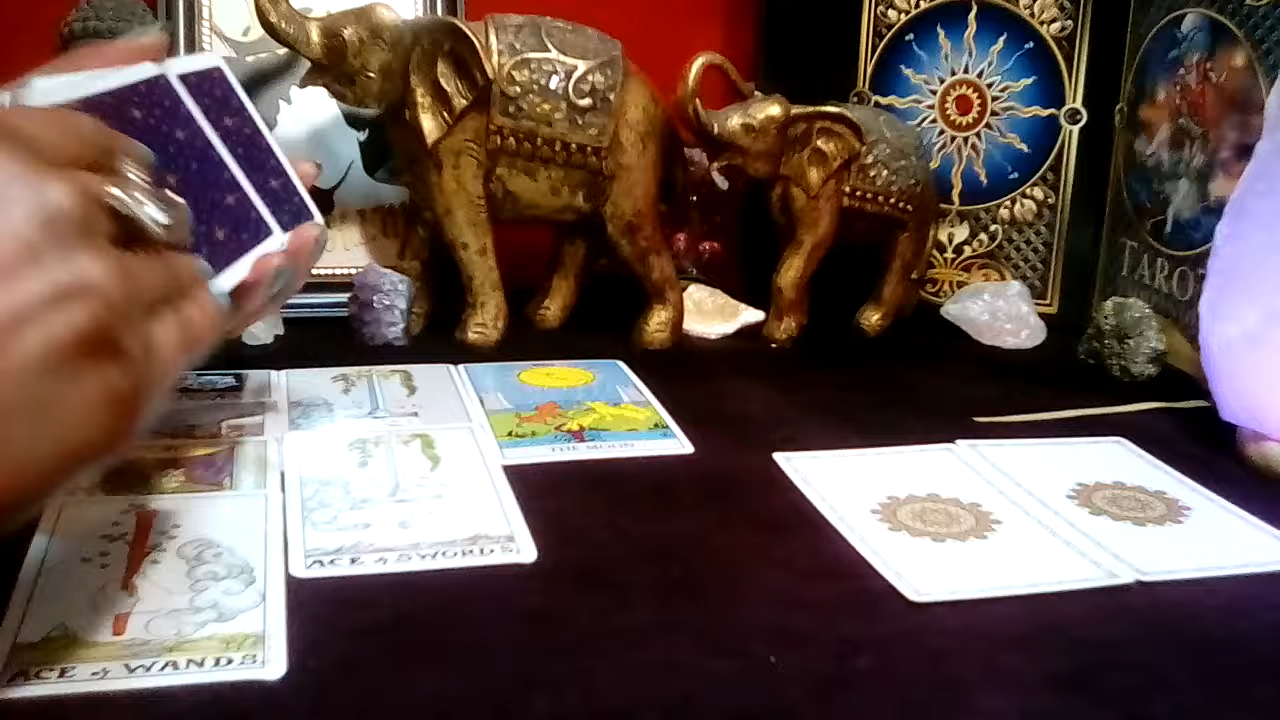 TAROT
THE MOON
ACE of SWORDS
ACE of WANDS